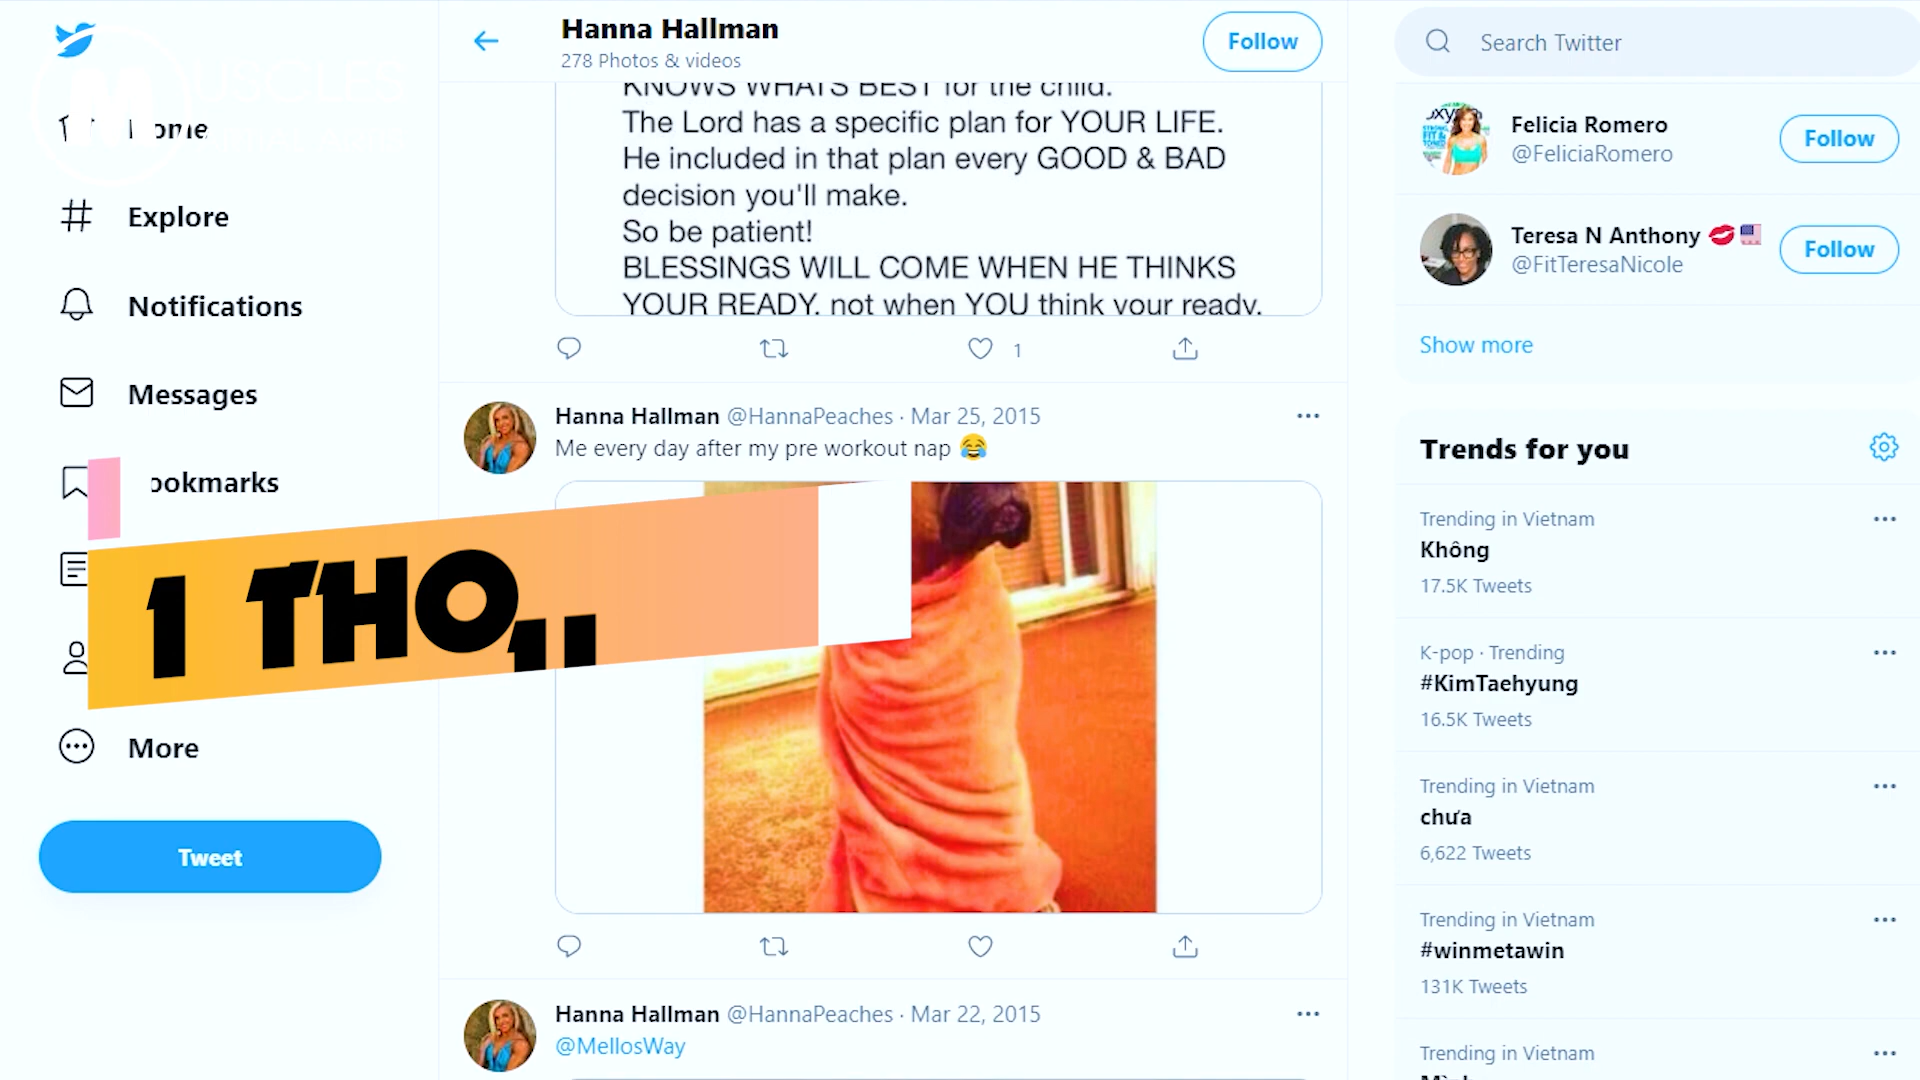 Home
Explore
Notifications
Messages
ookmarks
More
Tweet
MUSCLES
1 THO
Hanna Hallman
278 Photos & videos
Follow
KNOWS WHATS BEST for the child.
The Lord has a specific plan for YOUR LIFE.
He included in that plan every GOOD & BAD
decision you'll make.
So be patient!
BLESSINGS WILL COME WHEN HE THINKS
YOUR READY, not when YOU think your ready.
1
Hanna Hallman @HannaPeaches · Mar 25, 2015
Me every day after my pre workout nap 😂
Hanna Hallman @HannaPeaches · Mar 22, 2015
@MellosWay
Search Twitter
Felicia Romero
@FeliciaRomero
Follow
Teresa N Anthony 💋🇺🇸
@FitTeresaNicole
Follow
Show more
Trends for you
Trending in Vietnam
Không
17.5K Tweets
K-pop · Trending
#KimTaehyung
16.5K Tweets
Trending in Vietnam
chưa
6,622 Tweets
Trending in Vietnam
#winmetawin
131K Tweets
Trending in Vietnam